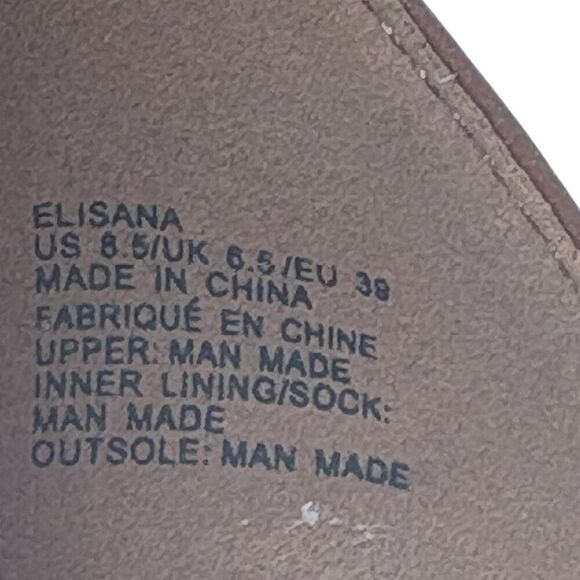 ELISANA
US 8.5/UK 6.5/EU 39
MADE IN CHINA
FABRIQUÉ EN CHINE
UPPER: MAN MADE
INNER LINING/SOCK:
MAN MADE
OUTSOLE: MAN MADE